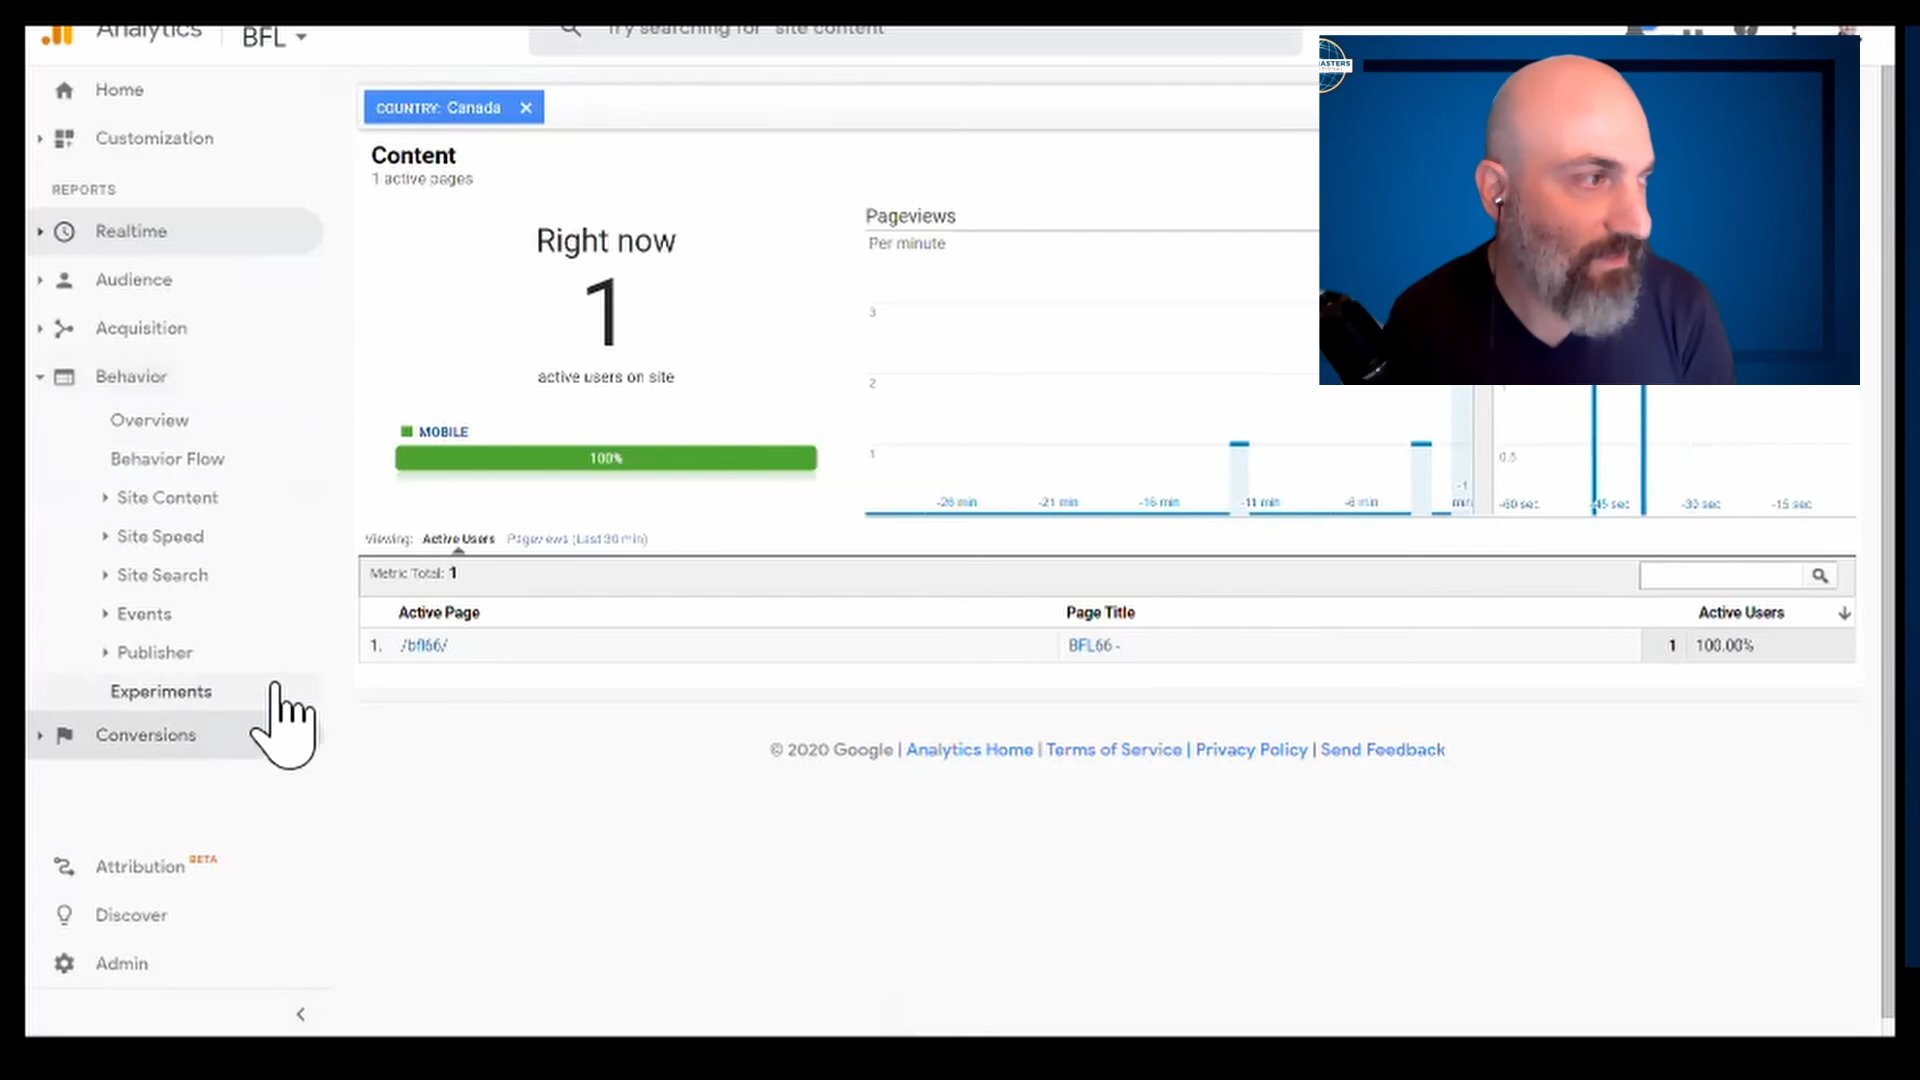 Analytics
BFL
Try searching for "site content"
ASTERS
Home
Customization
REPORTS
Realtime
Audience
Acquisition
Behavior
Overview
Behavior Flow
Site Content
Site Speed
Site Search
Events
Publisher
Experiments
Conversions
Attribution BETA
Discover
Admin
COUNTRY: Canada
Content
1 active pages
Right now
1
active users on site
MOBILE
100%
Pageviews
Per minute
3
2
1
-26 min -21 min -16 min -11 min -6 min -1 min
1
0.5
-60 sec -45 sec -30 sec -15 sec
Viewing: Active Users Pageviews (Last 30 min)
Metric Total: 1
Active Page Page Title Active Users
1. /bfl66/ BFL66 - 1 100.00%
© 2020 Google | Analytics Home | Terms of Service | Privacy Policy | Send Feedback